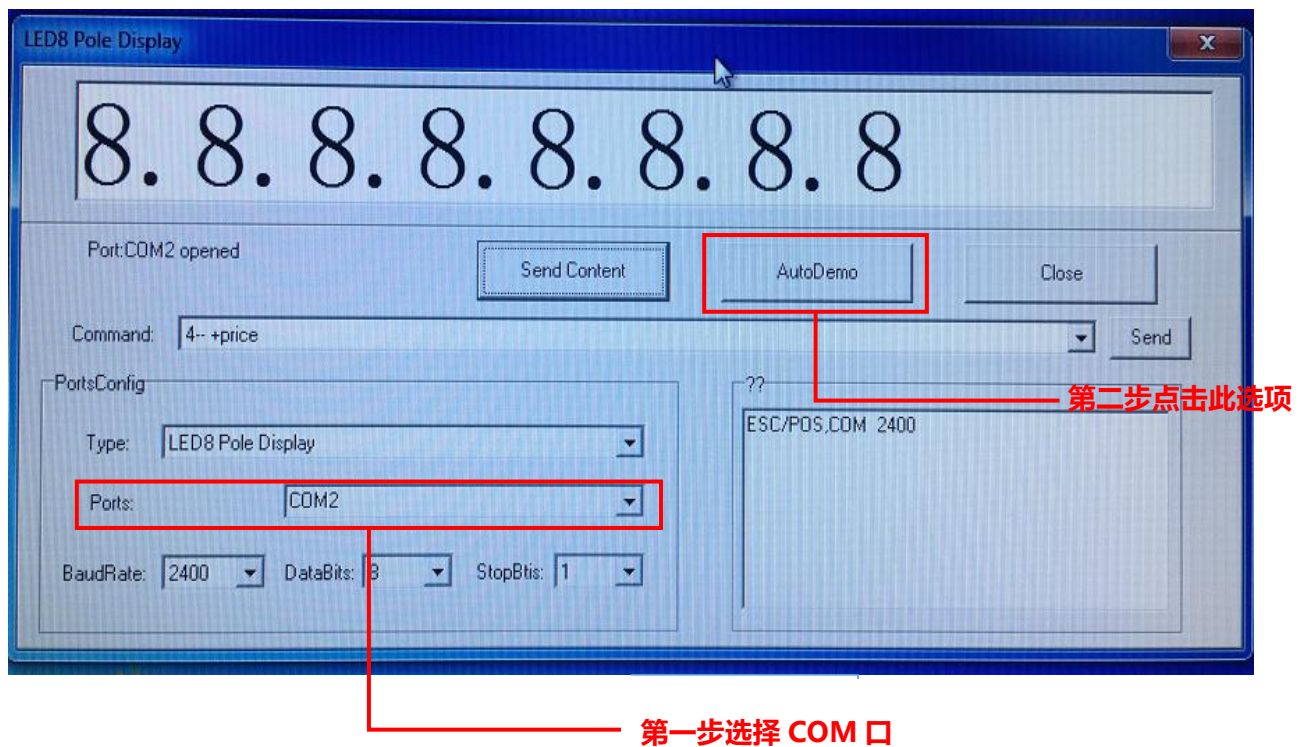 LED8 Pole Display
8.8.8.8.8.8.8.8
Port:COM2 opened
Send Content
AutoDemo
Close
Command:
4-- +price
Send
PortsConfig
??
第二步点击此选项
ESC/POS,COM 2400
Type:
LED8 Pole Display
Ports:
COM2
BaudRate:
2400
DataBits:
StopBtis:
1
第一步选择 COM 口